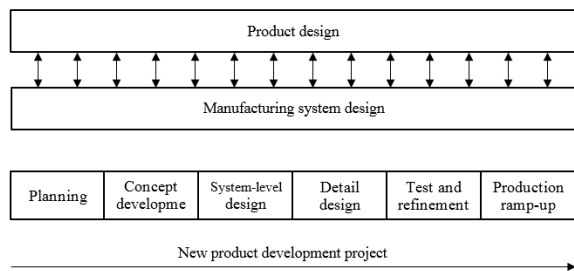 Product design
Manufacturing system design
Planning
Concept
developme
System-level
design
Detail
design
Test and
refinement
Production
ramp-up
New product development project